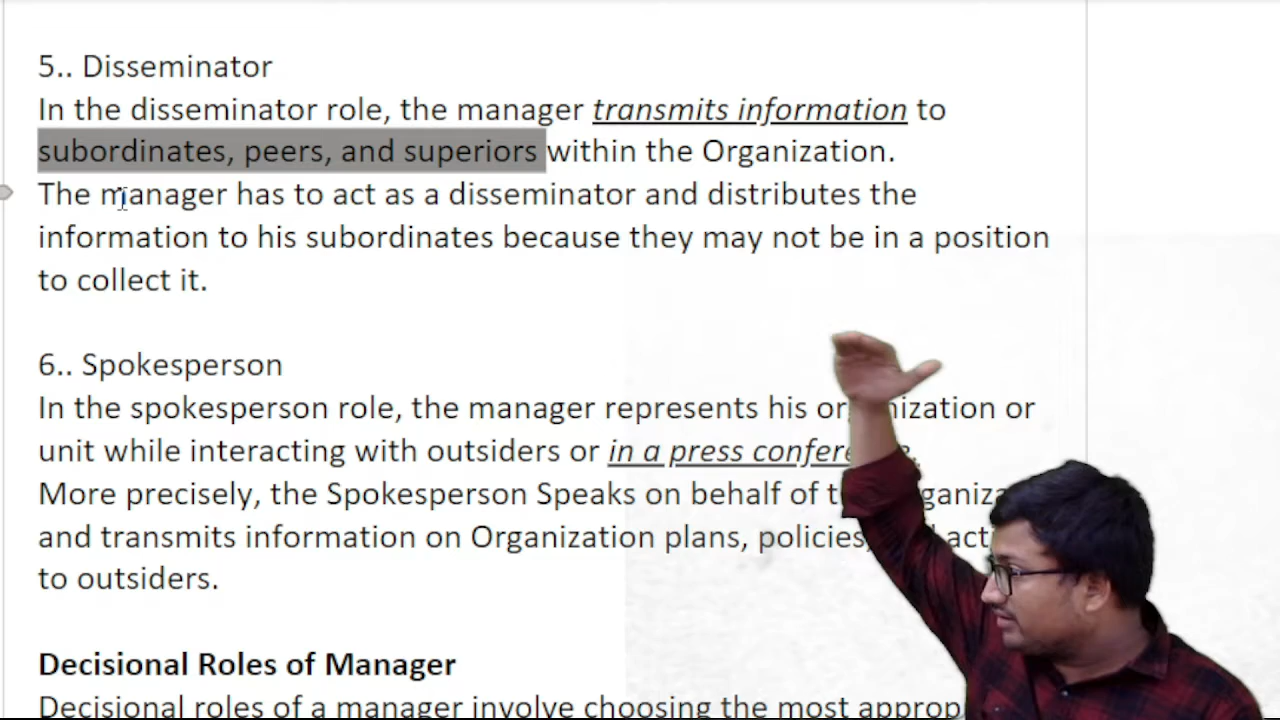 5.. Disseminator
In the disseminator role, the manager transmits information to
subordinates, peers, and superiors within the Organization.
The manager has to act as a disseminator and distributes the
information to his subordinates because they may not be in a position
to collect it.
6.. Spokesperson
In the spokesperson role, the manager represents his or
unit while interacting with outsiders or in a press
More precisely, the Spokesperson Speaks on behalf of
and transmits information on Organization plans, policies,
to outsiders.
Decisional Roles of Manager
Decisional roles of a manager involve choosing the most